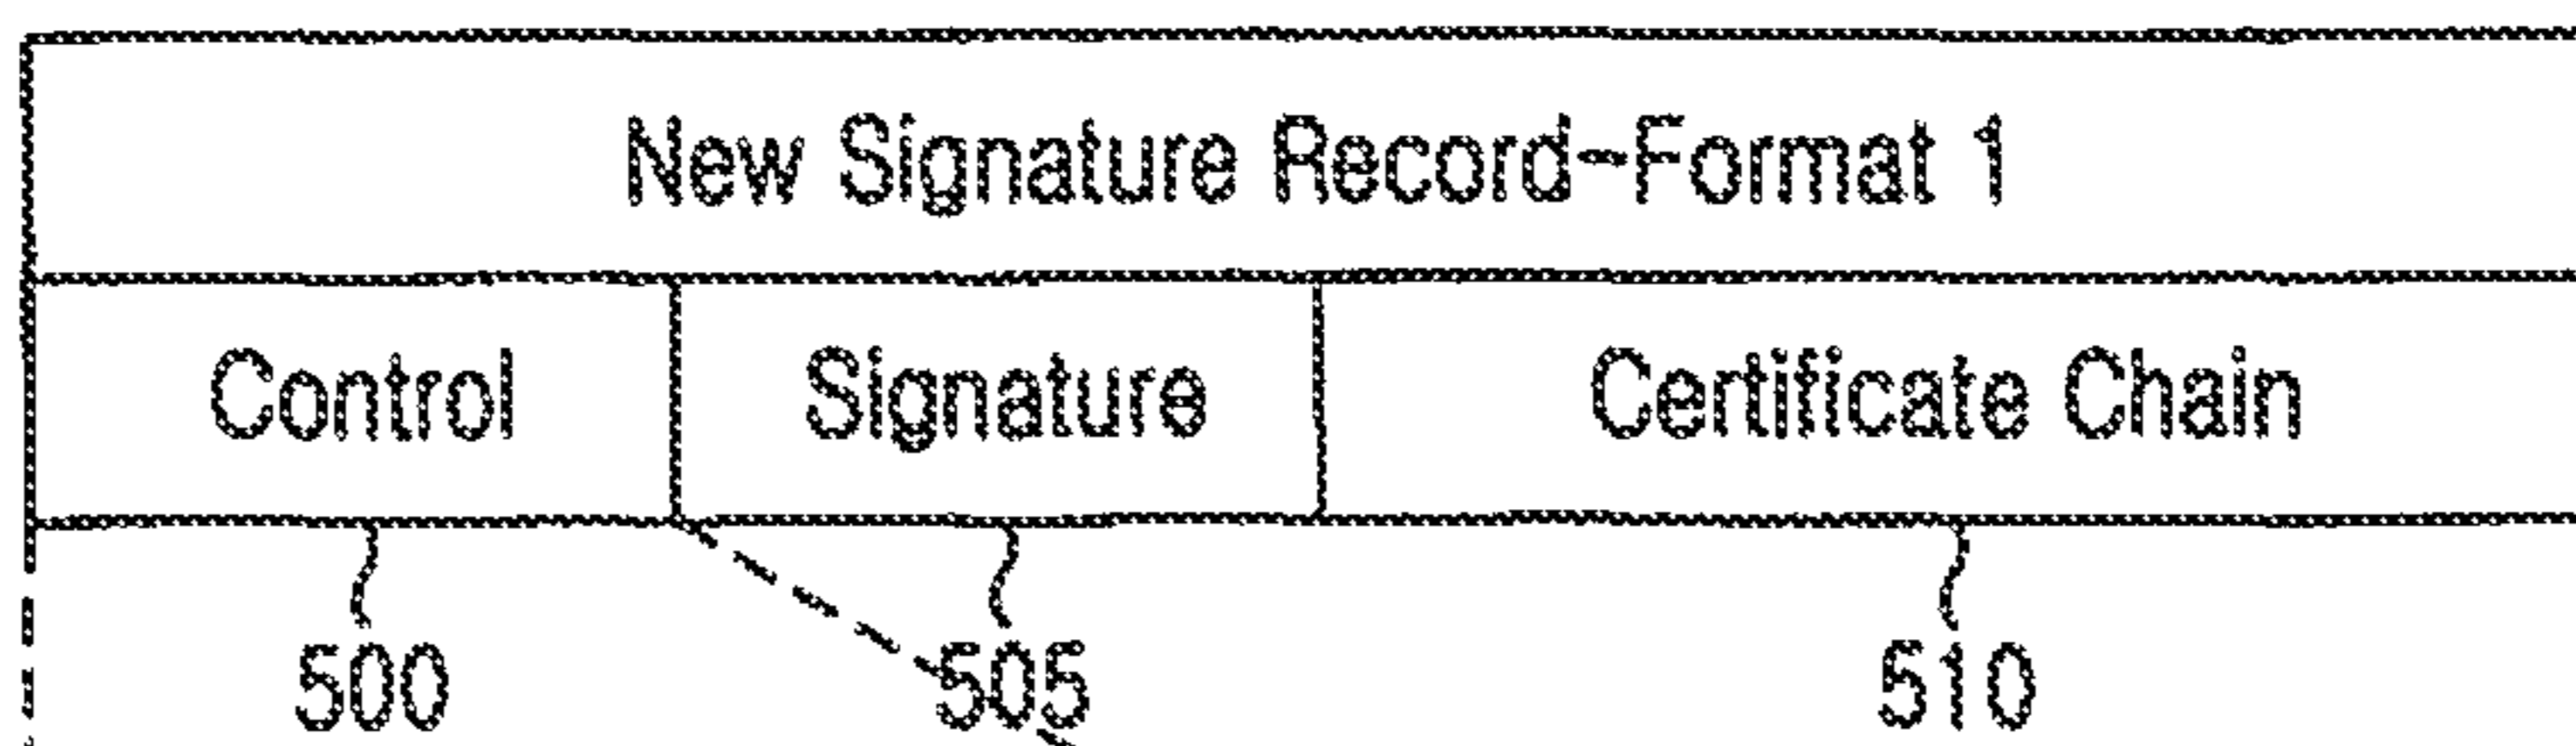 New Signature Record-Format 1
Control Signature Certificate Chain
500 505 510